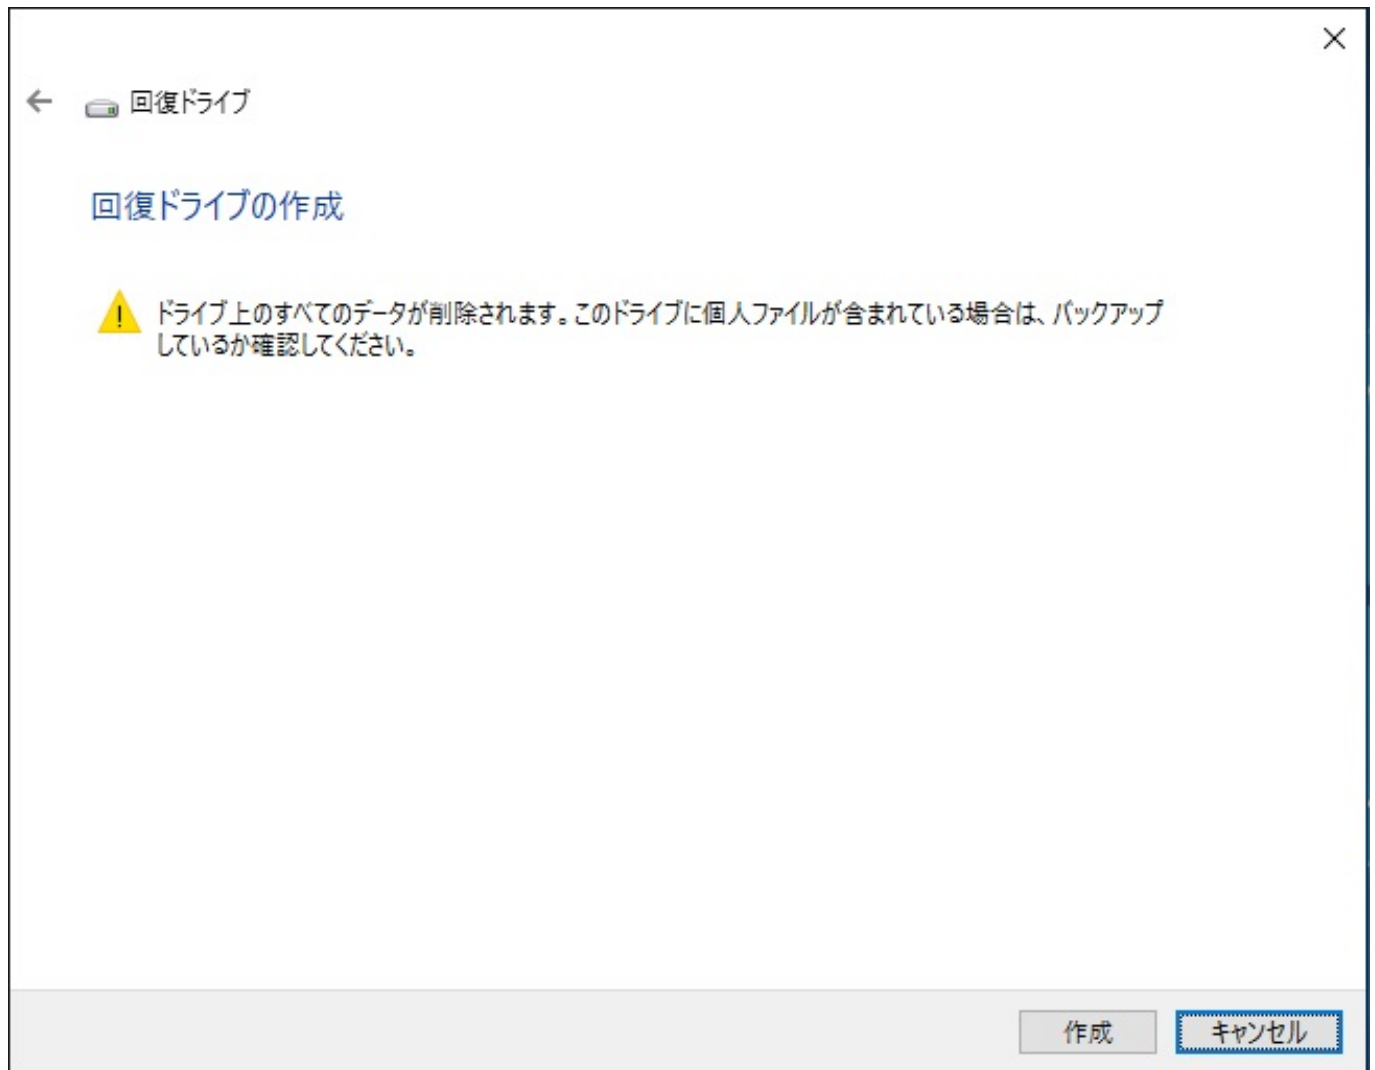 回復ドライブ
回復ドライブの作成
ドライブ上のすべてのデータが削除されます。このドライブに個人ファイルが含まれている場合は、バックアップ
しているか確認してください。
作成
キャンセル